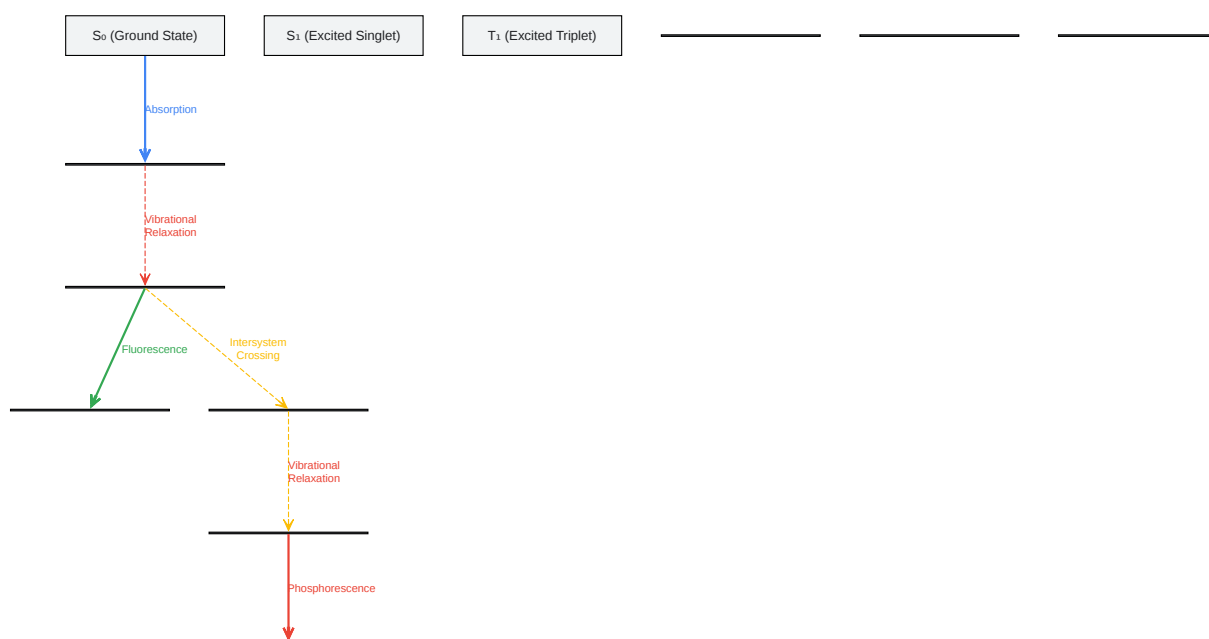 S₀ (Ground State)
S₁ (Excited Singlet)
T₁ (Excited Triplet)
Absorption
Vibrational
Relaxation
Fluorescence
Intersystem
Crossing
Vibrational
Relaxation
Phosphorescence